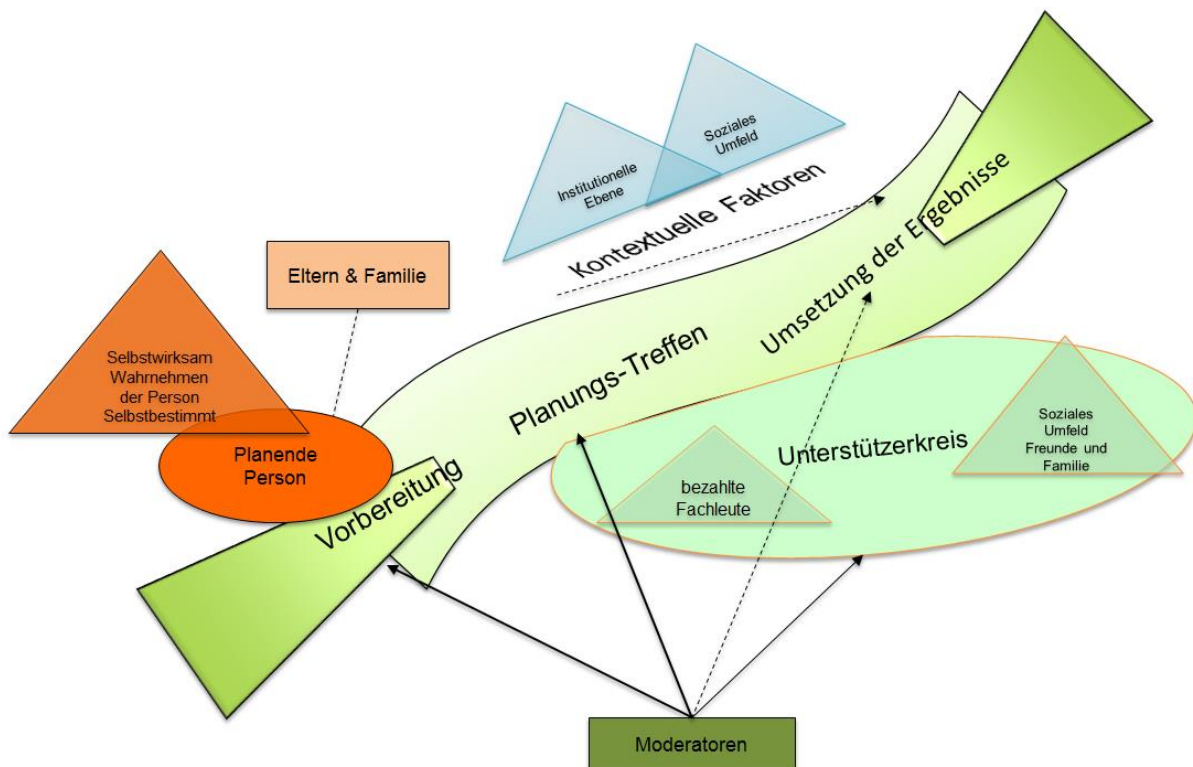 Soziales
Umfeld
Institutionelle
Ebene
Kontextuelle Faktoren
Eltern & Familie
Selbstwirksam
Wahrnehmen
der Person
Selbstbestimmt
Planende
Person
Vorbereitung
Planungs-Treffen
Umsetzung der Ergebnisse
Unterstützerkreis
bezahlte
Fachleute
Soziales
Umfeld
Freunde und
Familie
Moderatoren